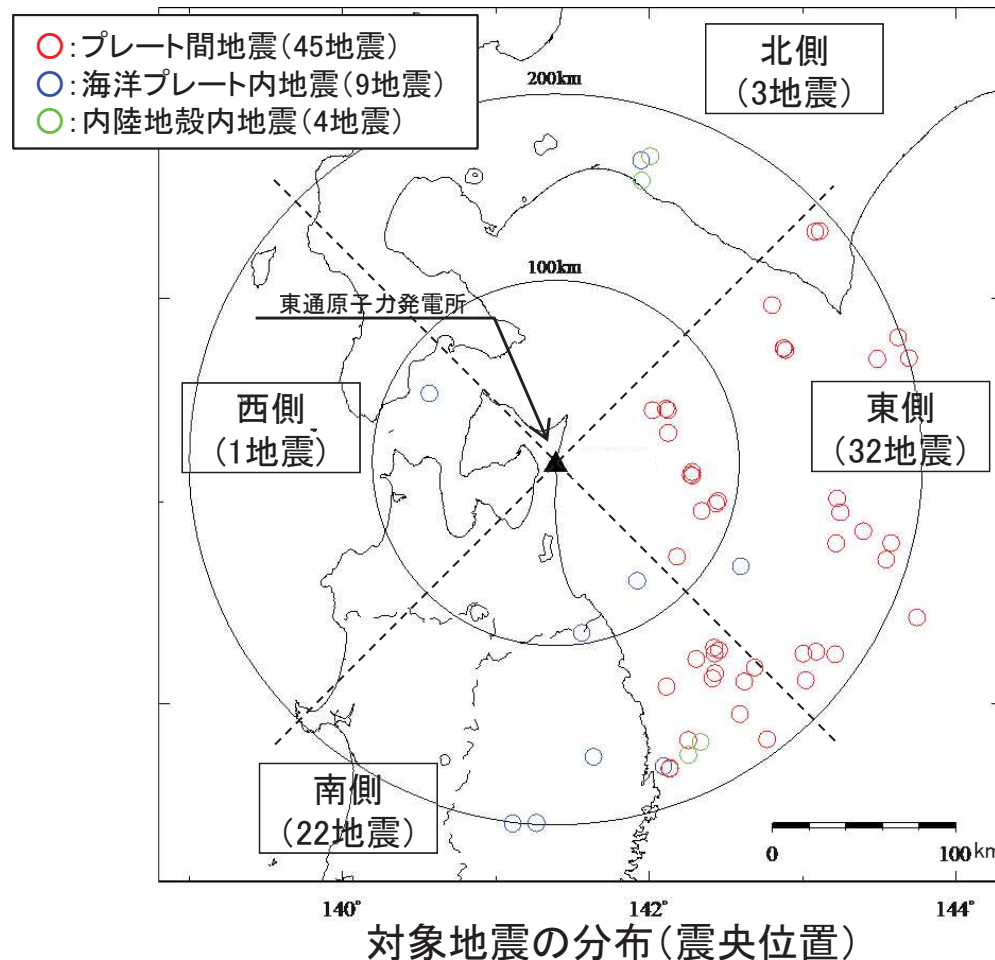 ○:プレート間地震(45地震)
○:海洋プレート内地震(9地震)
○:内陸地殻内地震(4地震)
北側
(3地震)
200km
100km
東通原子力発電所
西側
(1地震)
東側
(32地震)
南側
(22地震)
0 100 km
140° 142° 144°
対象地震の分布(震央位置)